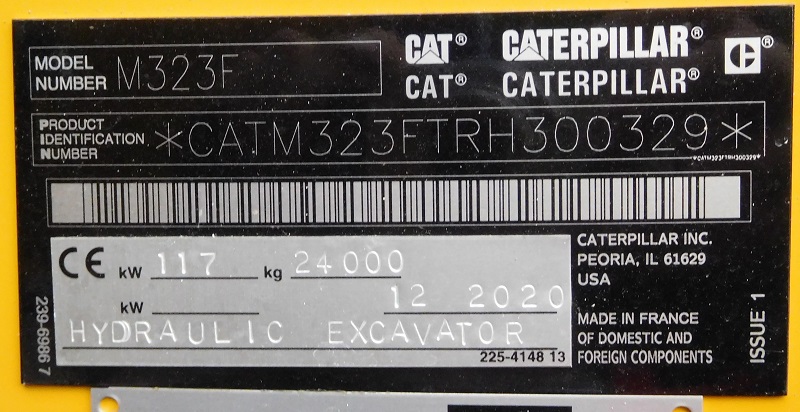 MODEL NUMBER M323F
CAT® CATERPILLAR®
CAT® CATERPILLAR®
PRODUCT IDENTIFICATION NUMBER *CATM323FTRH300329*
*CATM323FTRH300329*
CE kW 117 kg 24000
kW 12 2020
HYDRAULIC EXCAVATOR
225-4148 13
CATERPILLAR INC.
PEORIA, IL 61629
USA
MADE IN FRANCE
OF DOMESTIC AND
FOREIGN COMPONENTS
ISSUE 1
239-6986 7